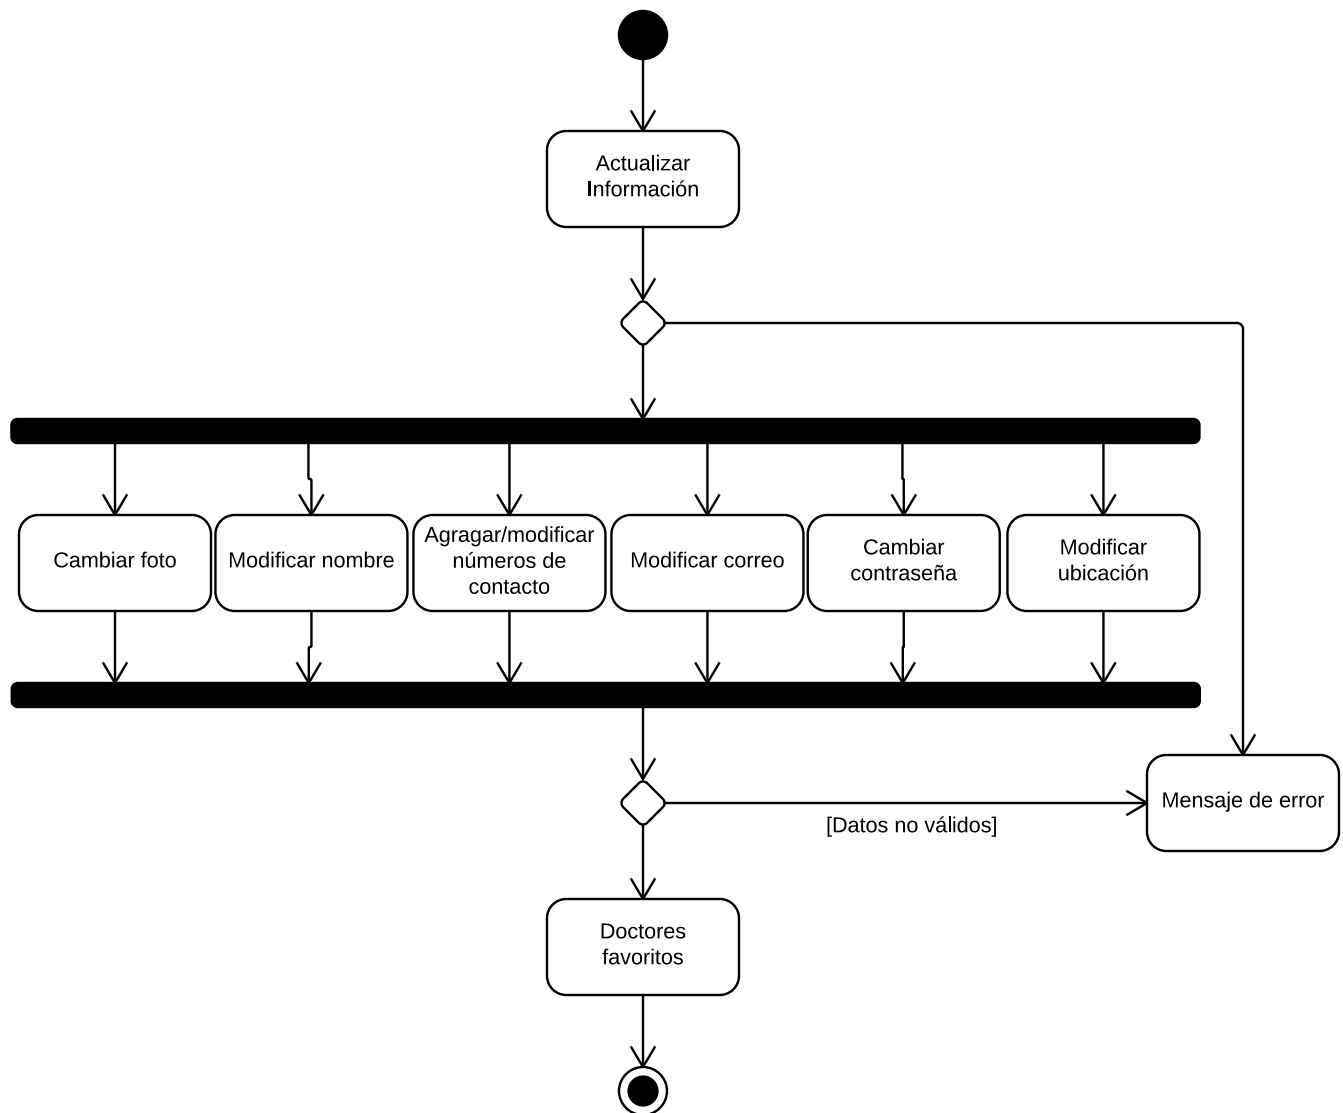 Actualizar
Información
Cambiar foto
Modificar nombre
Agragar/modificar
números de
contacto
Modificar correo
Cambiar
contraseña
Modificar
ubicación
Mensaje de error
[Datos no válidos]
Doctores
favoritos